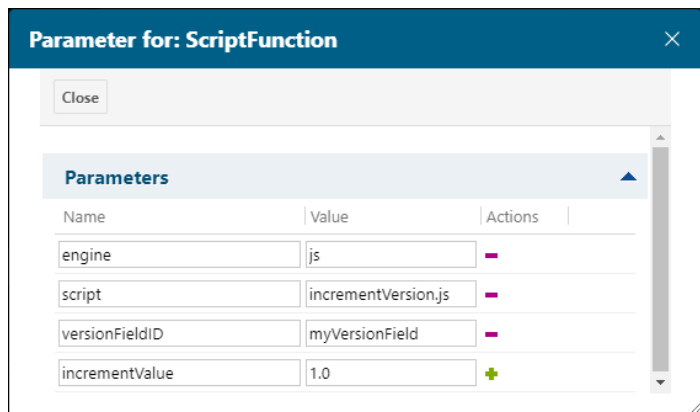 Parameter for: ScriptFunction
Close
Parameters
Name Value Actions
engine js
script incrementVersion.js
versionFieldID myVersionField
incrementValue 1.0